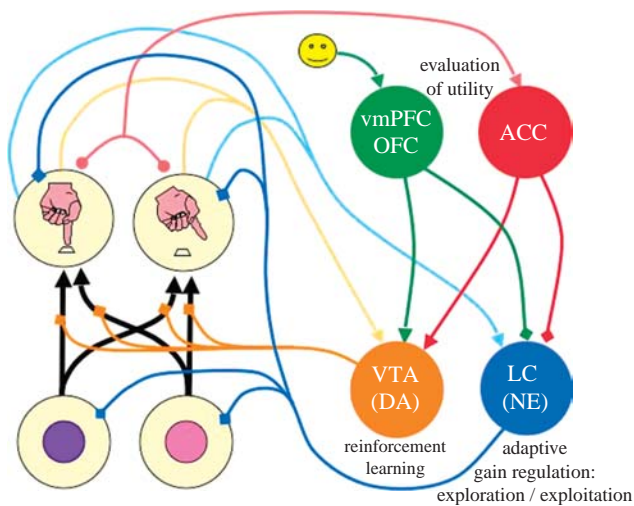 evaluation
of utility
vmPFC
OFC
ACC
VTA
(DA)
LC
(NE)
reinforcement
learning
adaptive
gain regulation:
exploration / exploitation